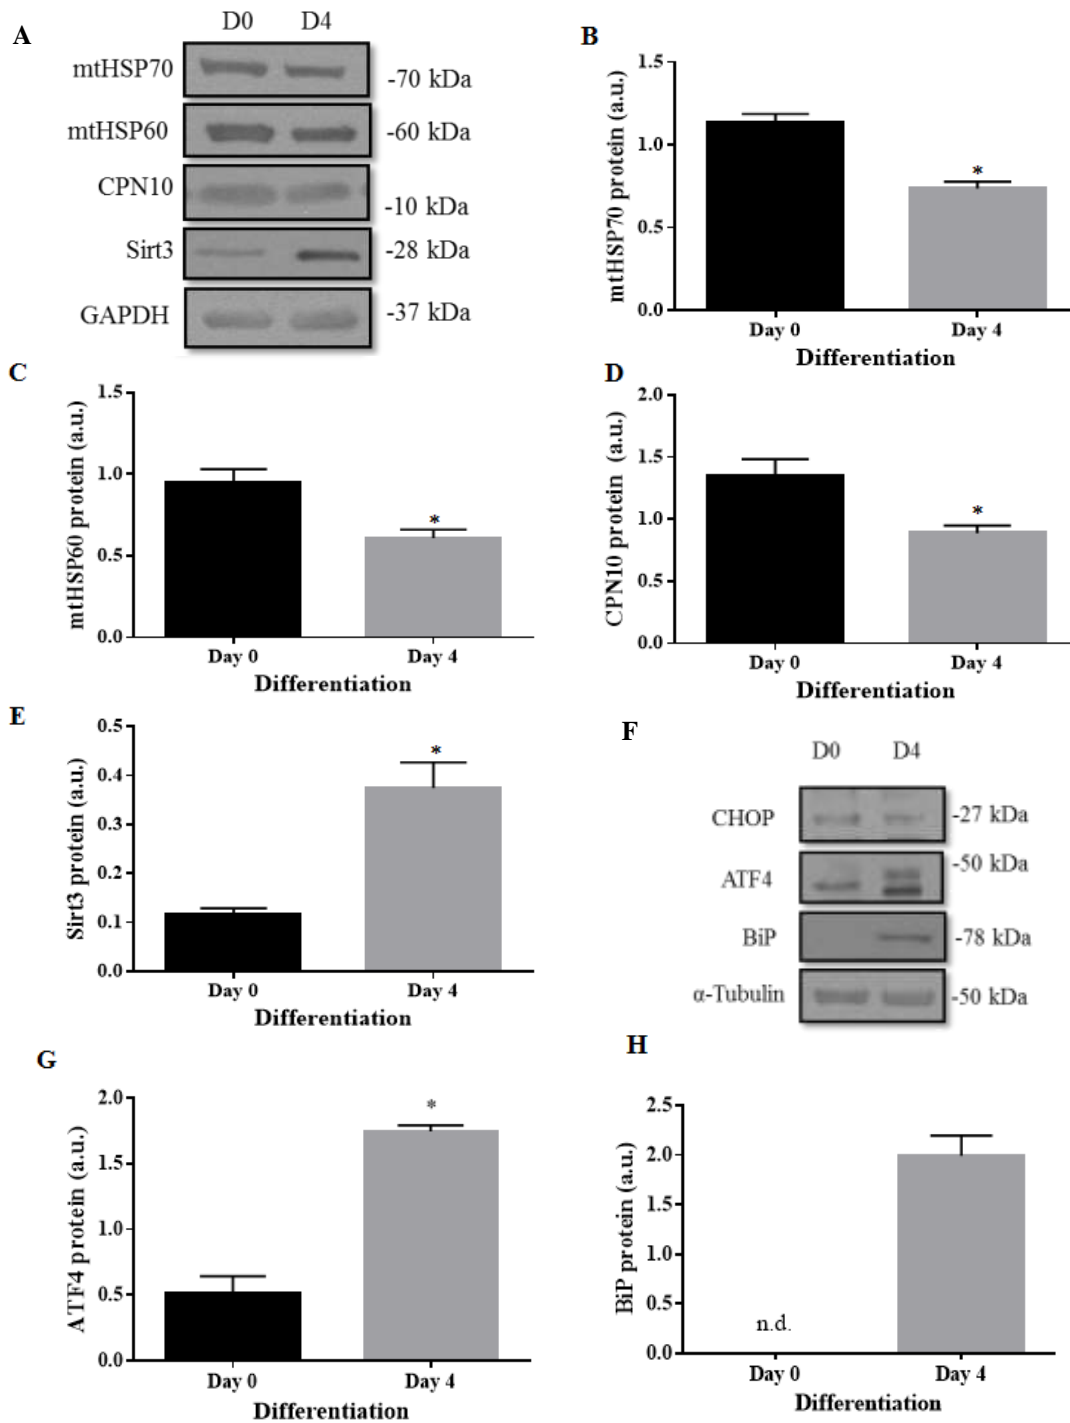 A
D0 D4
mtHSP70
-70 kDa
mtHSP60
-60 kDa
CPN10
-10 kDa
Sirt3
-28 kDa
GAPDH
-37 kDa
B
mtHSP70 protein (a.u.)
1.5
1.0
0.5
0.0
*
Day 0 Day 4
Differentiation
C
mtHSP60 protein (a.u.)
1.5
1.0
0.5
0.0
*
Day 0 Day 4
Differentiation
D
CPN10 protein (a.u.)
2.0
1.5
1.0
0.5
0.0
*
Day 0 Day 4
Differentiation
E
Sirt3 protein (a.u.)
0.5
0.4
0.3
0.2
0.1
0.0
*
Day 0 Day 4
Differentiation
F
D0 D4
CHOP
-27 kDa
ATF4
-50 kDa
BiP
-78 kDa
α-Tubulin
-50 kDa
G
ATF4 protein (a.u.)
2.0
1.5
1.0
0.5
0.0
*
Day 0 Day 4
Differentiation
H
BiP protein (a.u.)
2.5
2.0
1.5
1.0
0.5
0.0
n.d.
Day 0 Day 4
Differentiation